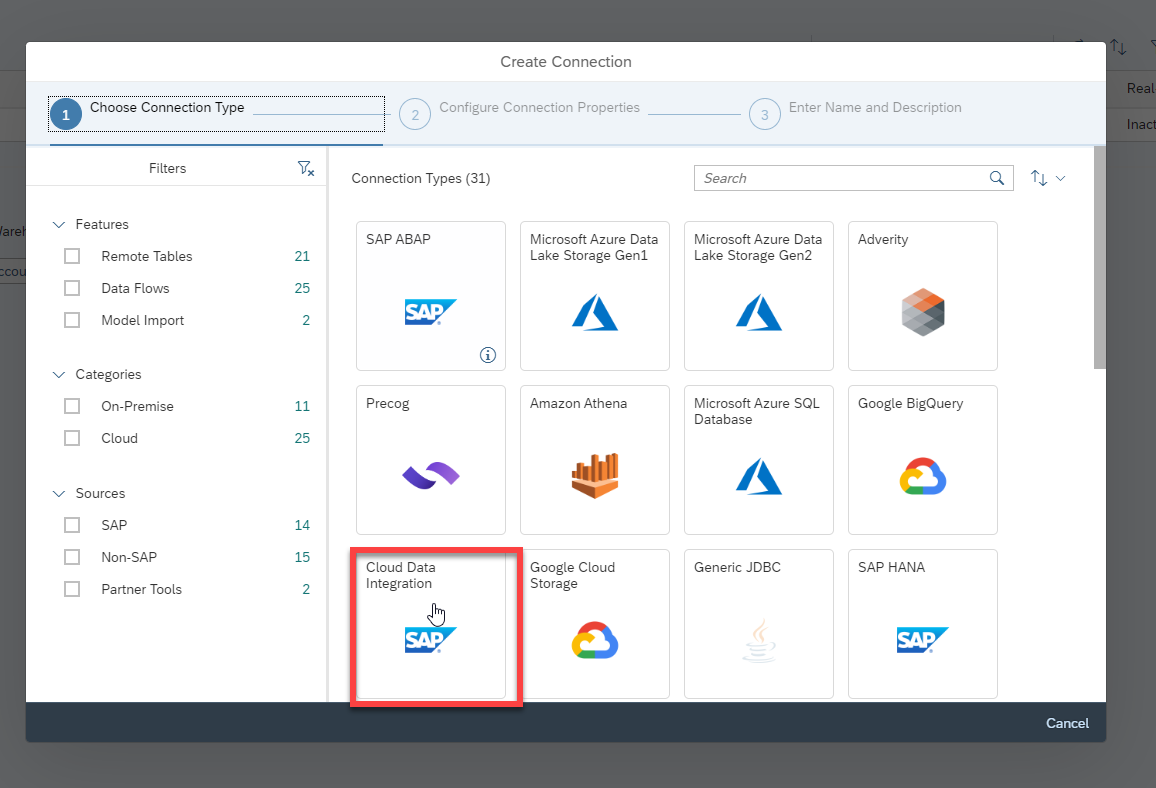 Create Connection
1 Choose Connection Type
2 Configure Connection Properties
3 Enter Name and Description
Filters
Features
Remote Tables 21
Data Flows 25
Model Import 2
Categories
On-Premise 11
Cloud 25
Sources
SAP 14
Non-SAP 15
Partner Tools 2
Connection Types (31)
Search
SAP ABAP
SAP
Microsoft Azure Data
Lake Storage Gen1
Microsoft Azure Data
Lake Storage Gen2
Adverity
Precog
Amazon Athena
Microsoft Azure SQL
Database
Google BigQuery
Cloud Data
Integration
SAP
Google Cloud
Storage
Generic JDBC
SAP HANA
SAP
Cancel
Real-
Inact